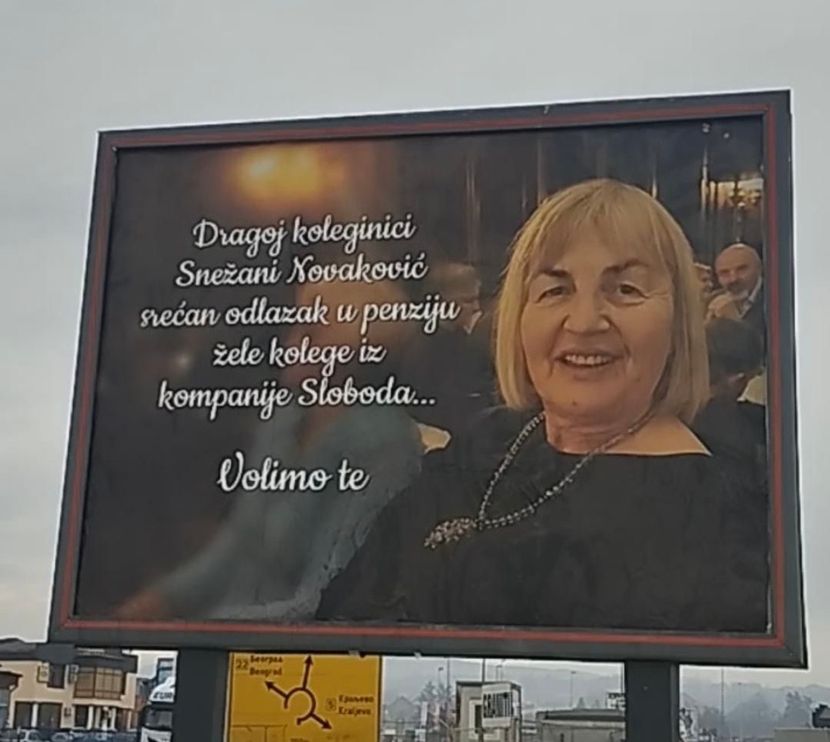 Dragoj koleginici
Snežani Novaković
srećan odlazak u penziju
žele kolege iz
kompanije Sloboda...
Volimo te
22 Београд
Beograd
5 Краљево
Kraljevo